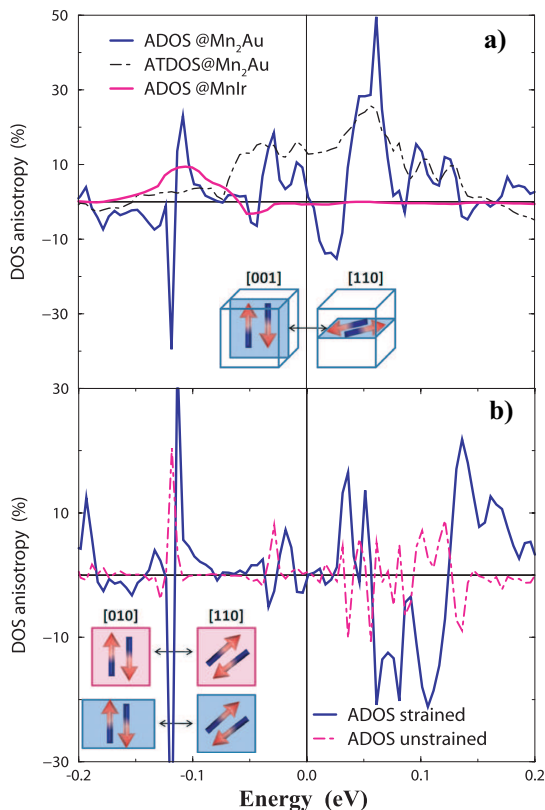 50
ADOS @Mn₂Au
a)
ATDOS@Mn₂Au
ADOS @MnIr
30
10
−10
−30
DOS anisotropy (%)
[001]
[110]
30
b)
10
−10
−30
DOS anisotropy (%)
[010]
[110]
ADOS strained
ADOS unstrained
-0.2
-0.1
0.0
0.1
0.2
Energy (eV)